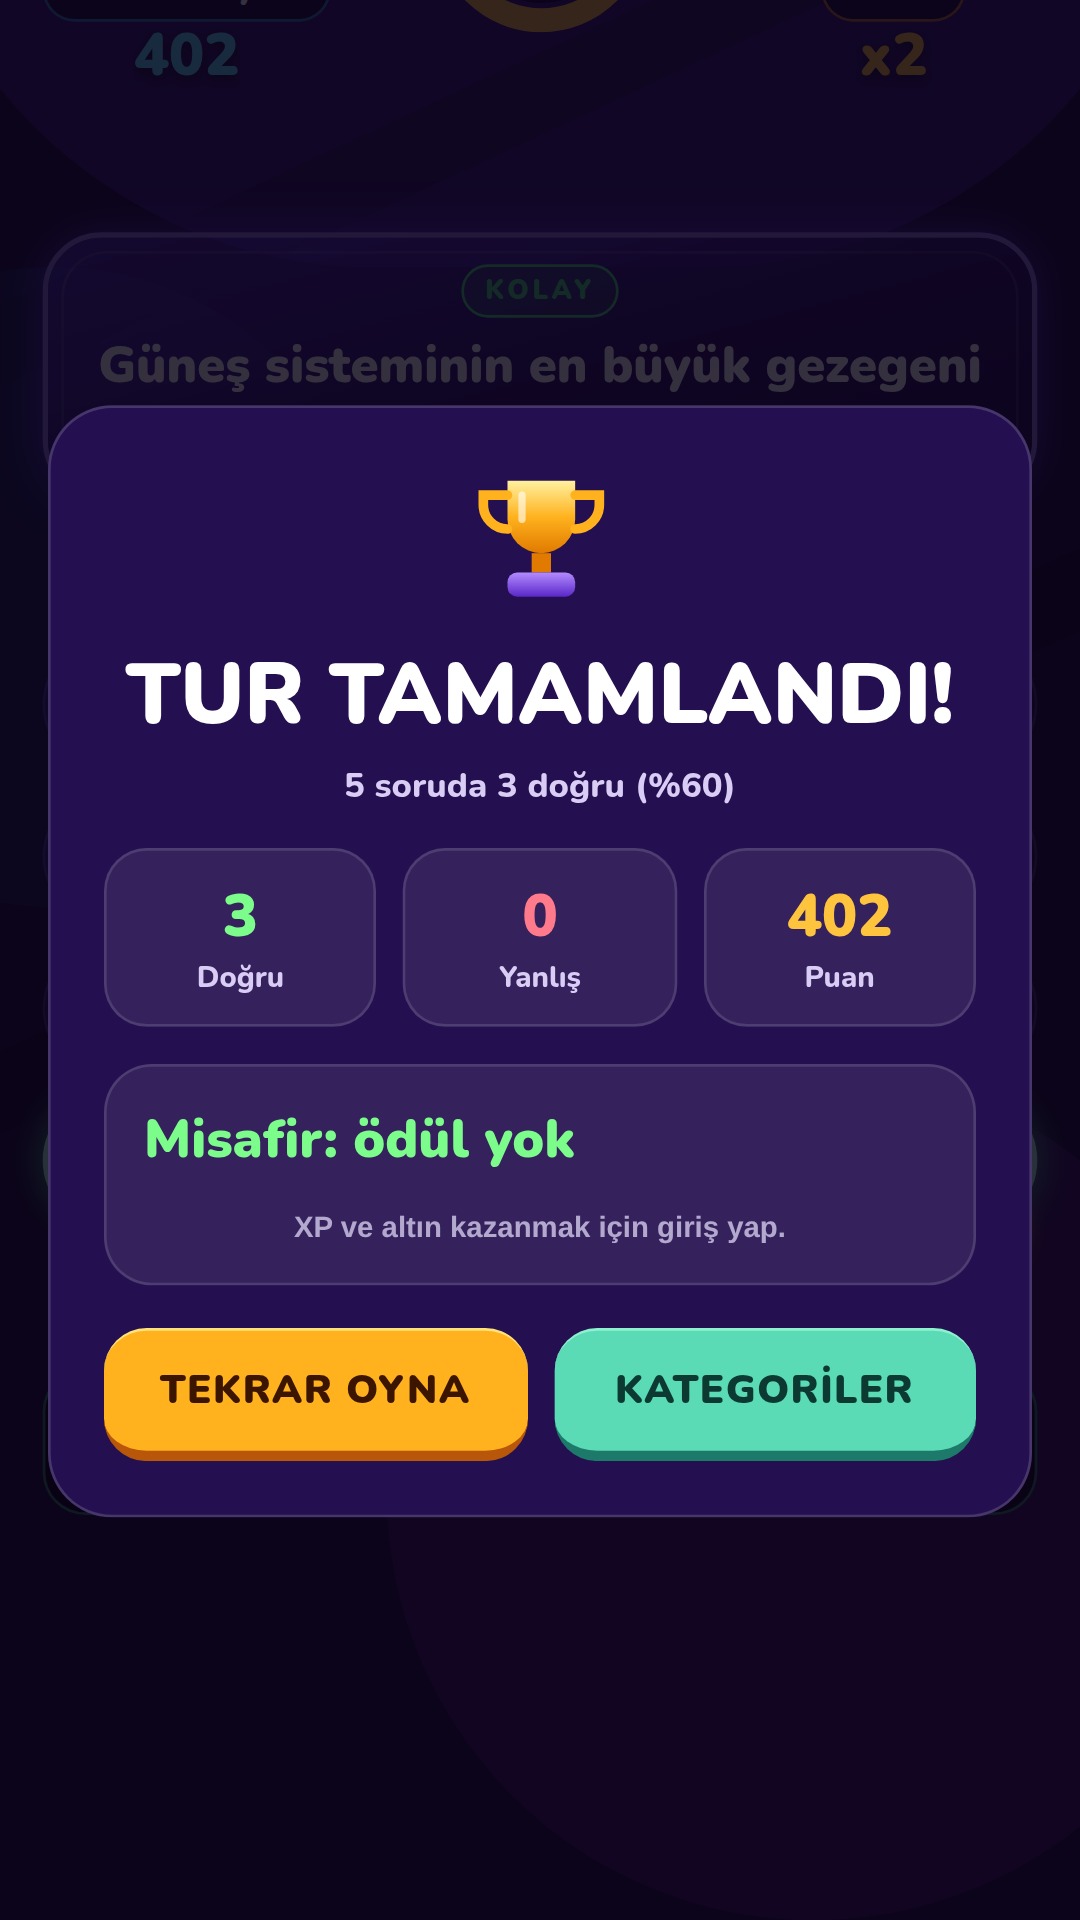 402
x2
KOLAY
Güneş sisteminin en büyük gezegeni
TUR TAMAMLANDI!
5 soruda 3 doğru (%60)
3
0
402
Doğru
Yanlış
Puan
Misafir: ödül yok
XP ve altın kazanmak için giriş yap.
TEKRAR OYNA
KATEGORİLER